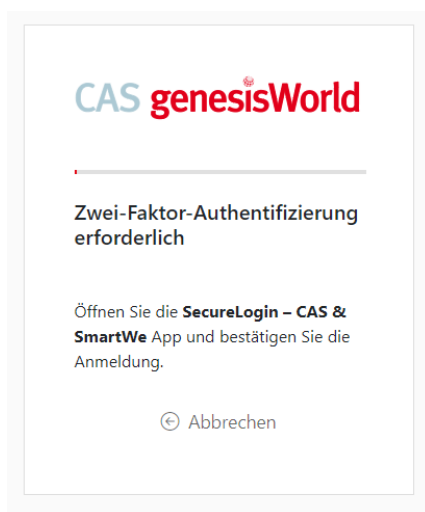 CAS genesisWorld
Zwei-Faktor-Authentifizierung
erforderlich
Öffnen Sie die SecureLogin – CAS &
SmartWe App und bestätigen Sie die
Anmeldung.
Abbrechen